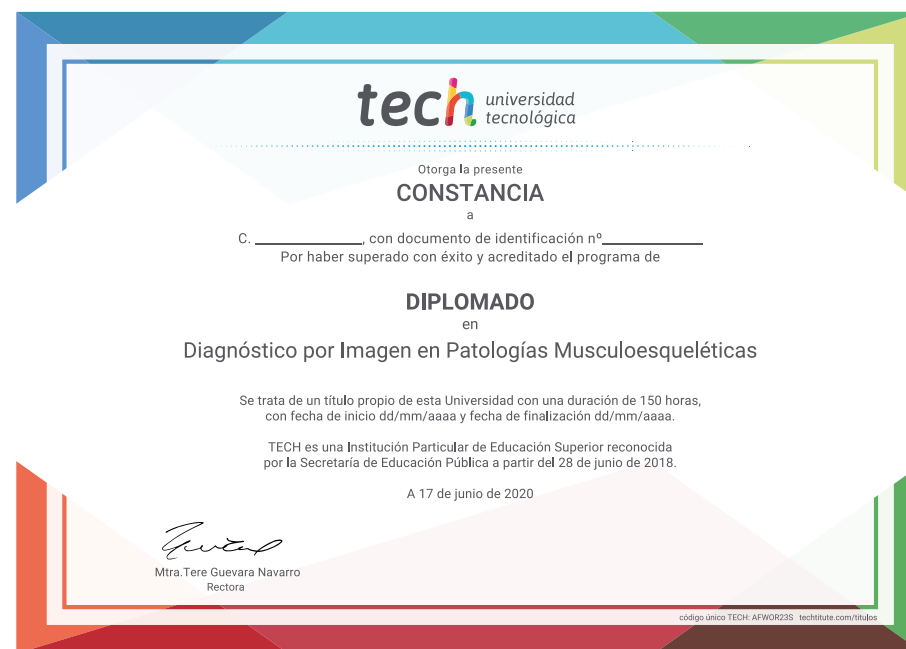 tech universidad
tecnológica
Otorga la presente
CONSTANCIA
a
C. ____________, con documento de identificación nº____________
Por haber superado con éxito y acreditado el programa de
DIPLOMADO
en
Diagnóstico por Imagen en Patologías Musculoesqueléticas
Se trata de un título propio de esta Universidad con una duración de 150 horas,
con fecha de inicio dd/mm/aaaa y fecha de finalización dd/mm/aaaa.
TECH es una Institución Particular de Educación Superior reconocida
por la Secretaría de Educación Pública a partir del 28 de junio de 2018.
A 17 de junio de 2020
Mtra.Tere Guevara Navarro
Rectora
código único TECH: AFWOR23S techtitute.com/titulos